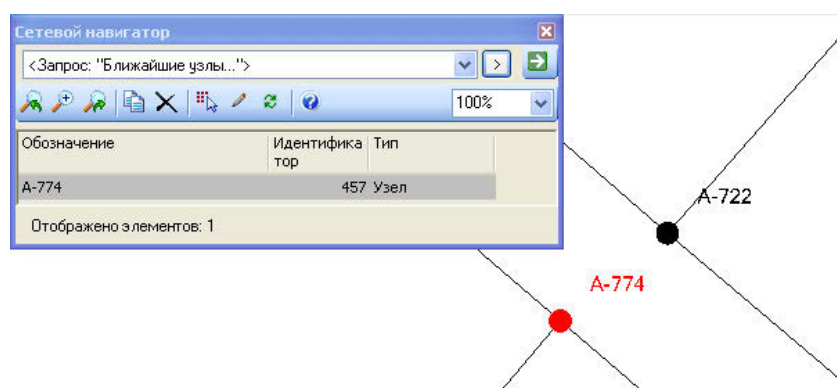 Сетевой навигатор
<Запрос: "Ближайшие узлы...">
>
100%
Обозначение Идентифика Тип
тор
А-774 457 Узел
Отображено элементов: 1
А-722
А-774